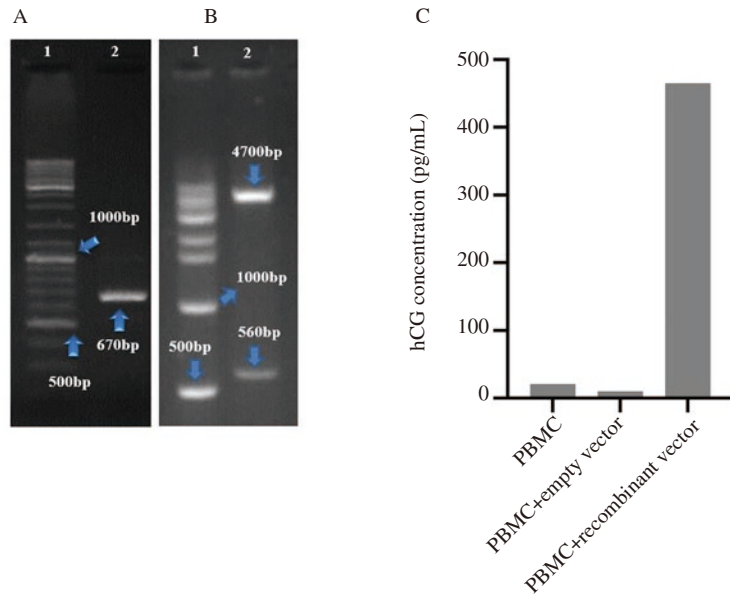 A
1 2
1000bp
670bp
500bp
B
1 2
4700bp
1000bp
500bp
560bp
C
hCG concentration (pg/mL)
500
400
300
200
100
0
PBMC
PBMC+empty vector
PBMC+recombinant vector